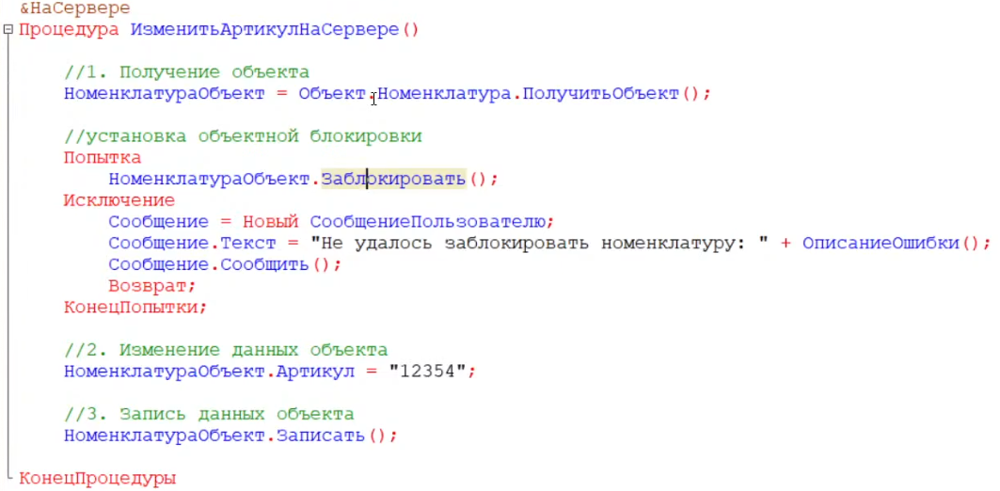 &НаСервере
Процедура ИзменитьАртикулНаСервере()
//1. Получение объекта
НоменклатураОбъект = Объект.Номенклатура.ПолучитьОбъект();
//установка объектной блокировки
Попытка
НоменклатураОбъект.Заблокировать();
Исключение
Сообщение = Новый СообщениеПользователю;
Сообщение.Текст = "Не удалось заблокировать номенклатуру: " + ОписаниеОшибки();
Сообщение.Сообщить();
Возврат;
КонецПопытки;
//2. Изменение данных объекта
НоменклатураОбъект.Артикул = "12354";
//3. Запись данных объекта
НоменклатураОбъект.Записать();
КонецПроцедуры